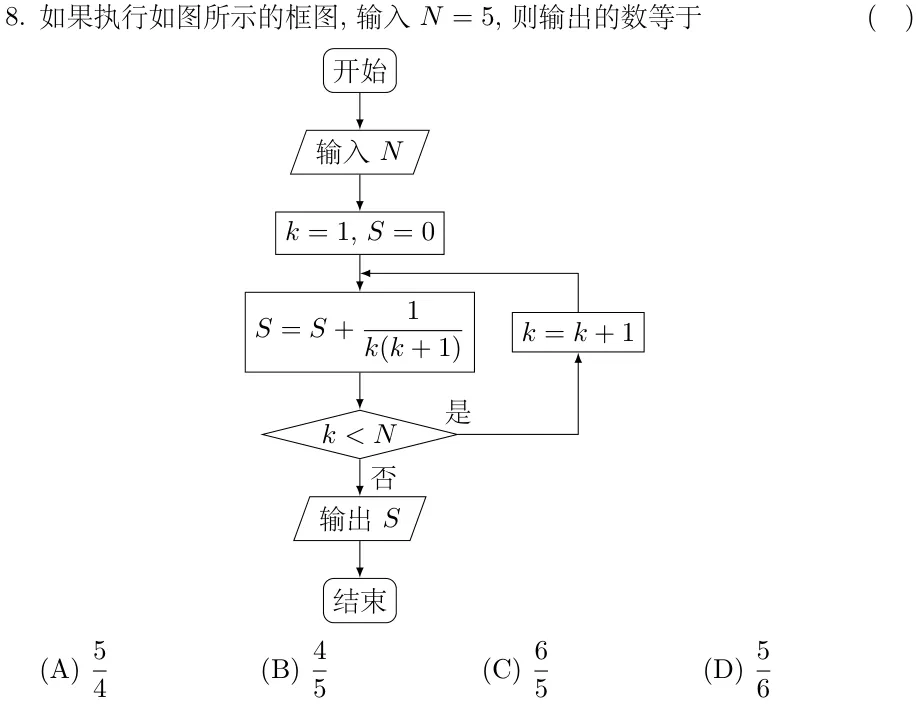 8. 如果执行如图所示的框图, 输入 N = 5, 则输出的数等于 ( )
开始
输入 N
k = 1, S = 0
S = S + 1/(k(k + 1))
k = k + 1
是
k < N
否
输出 S
结束
(A) 5/4 (B) 4/5 (C) 6/5 (D) 5/6